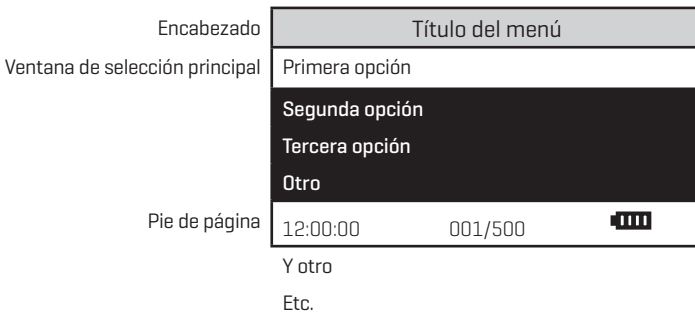 Encabezado Título del menú
Ventana de selección principal Primera opción
Segunda opción
Tercera opción
Otro
Pie de página 12:00:00 001/500
Y otro
Etc.